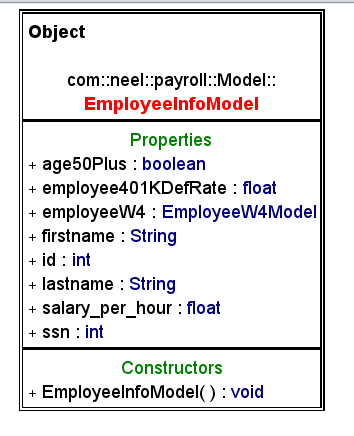 Object
com::neel::payroll::Model::
EmployeeInfoModel
Properties
+ age50Plus : boolean
+ employee401KDefRate : float
+ employeeW4 : EmployeeW4Model
+ firstname : String
+ id : int
+ lastname : String
+ salary_per_hour : float
+ ssn : int
Constructors
+ EmployeeInfoModel( ) : void